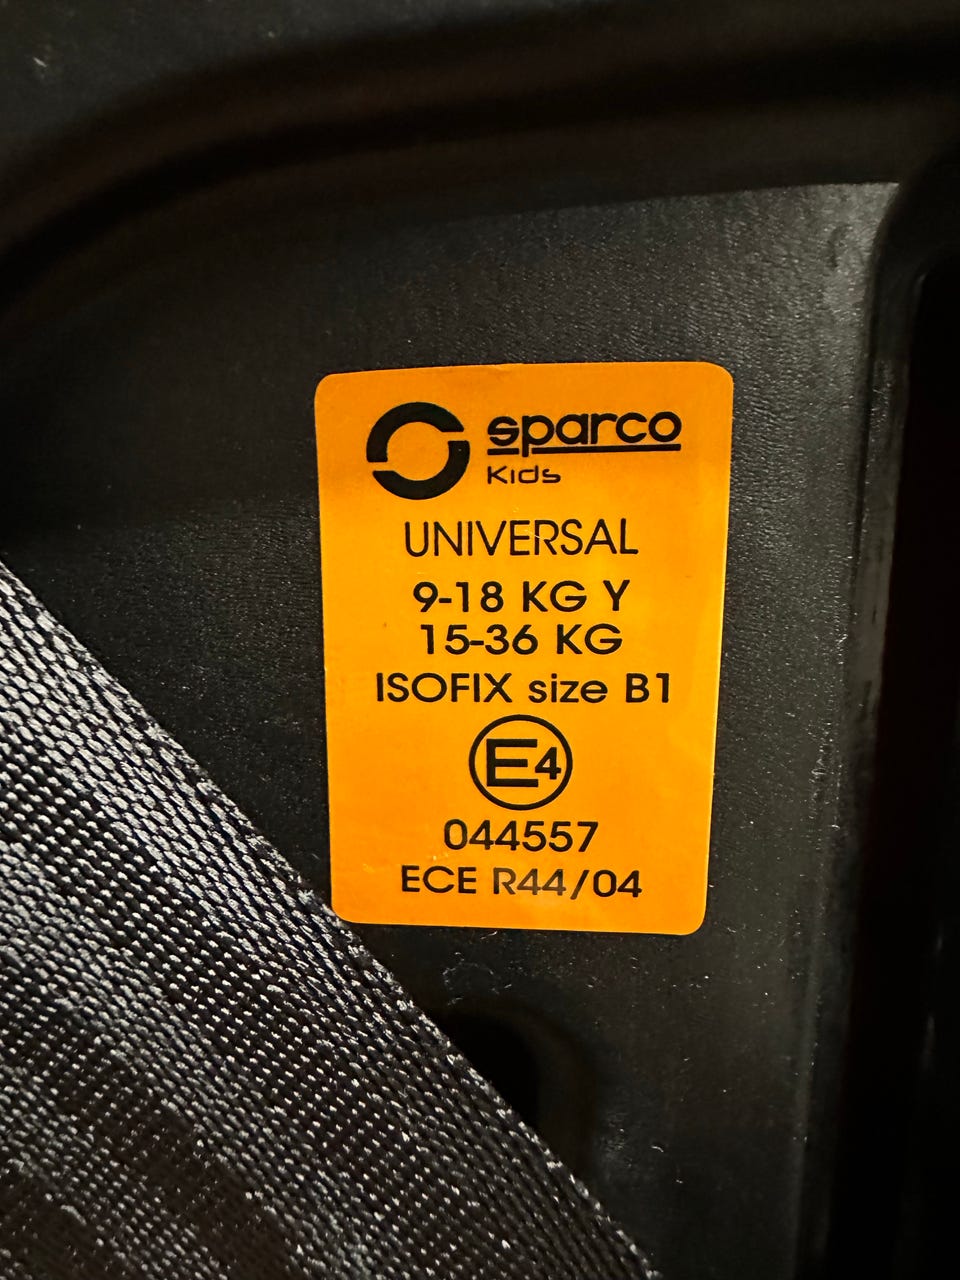 sparco
Kids
UNIVERSAL
9-18 KG Y
15-36 KG
ISOFIX size B1
E4
044557
ECE R44/04